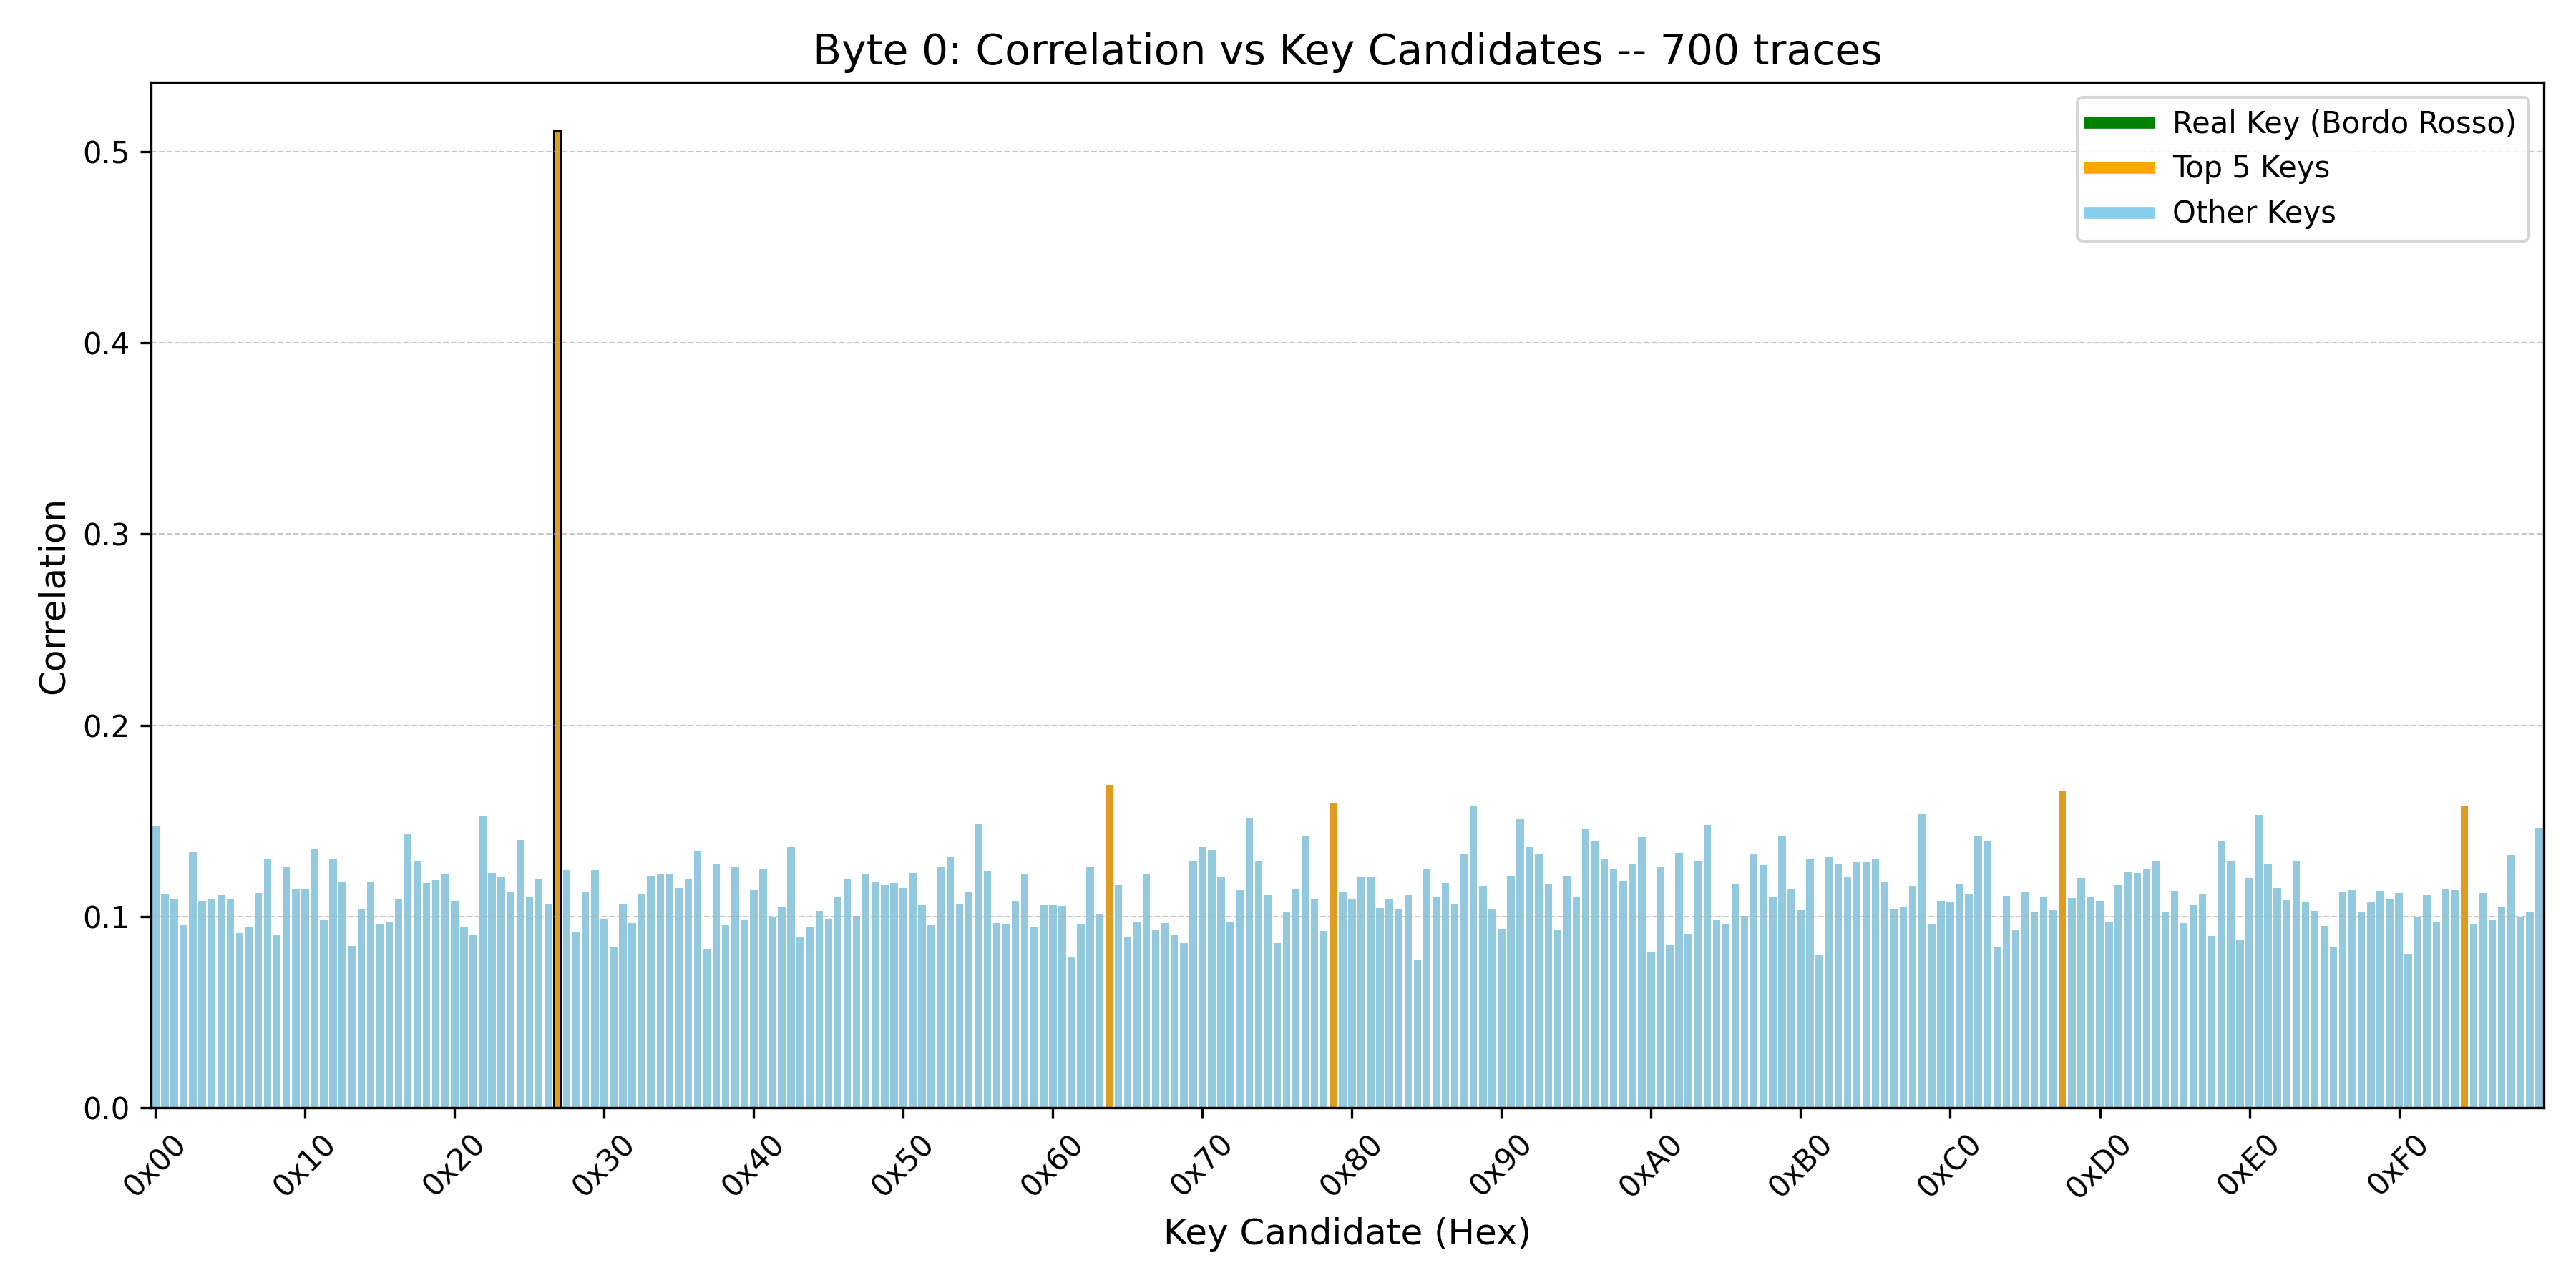 Byte 0: Correlation vs Key Candidates -- 700 traces
Real Key (Bordo Rosso)
Top 5 Keys
Other Keys
Correlation
0.5
0.4
0.3
0.2
0.1
0.0
0x00 0x10 0x20 0x30 0x40 0x50 0x60 0x70 0x80 0x90 0xA0 0xB0 0xC0 0xD0 0xE0 0xF0
Key Candidate (Hex)